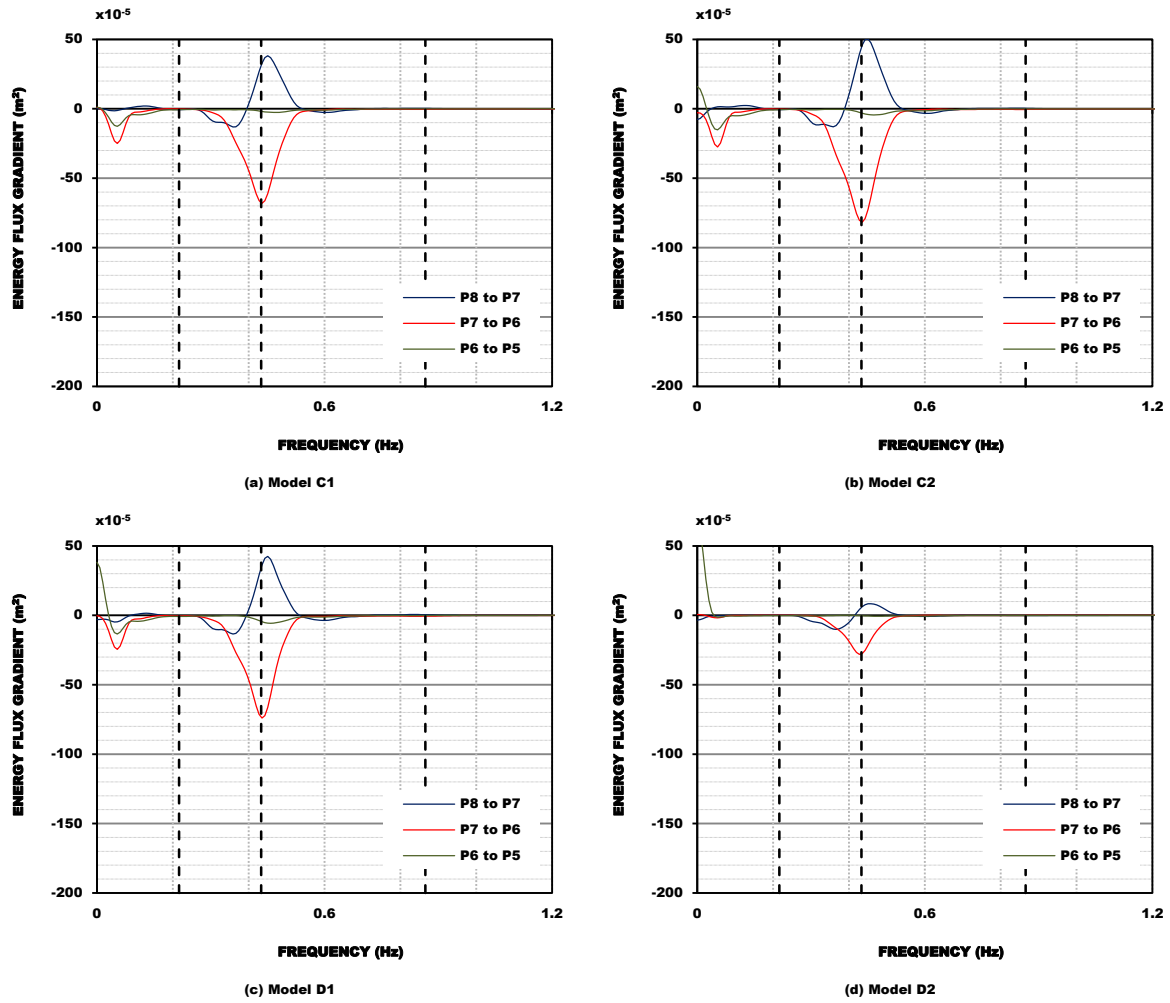 x10⁻⁵
50
0
-50
-100
-150
-200
ENERGY FLUX GRADIENT (m²)
P8 to P7
P7 to P6
P6 to P5
0
0.6
1.2
FREQUENCY (Hz)
(a) Model C1
x10⁻⁵
50
0
-50
-100
-150
-200
ENERGY FLUX GRADIENT (m²)
P8 to P7
P7 to P6
P6 to P5
0
0.6
1.2
FREQUENCY (Hz)
(b) Model C2
x10⁻⁵
50
0
-50
-100
-150
-200
ENERGY FLUX GRADIENT (m²)
P8 to P7
P7 to P6
P6 to P5
0
0.6
1.2
FREQUENCY (Hz)
(c) Model D1
x10⁻⁵
50
0
-50
-100
-150
-200
ENERGY FLUX GRADIENT (m²)
P8 to P7
P7 to P6
P6 to P5
0
0.6
1.2
FREQUENCY (Hz)
(d) Model D2